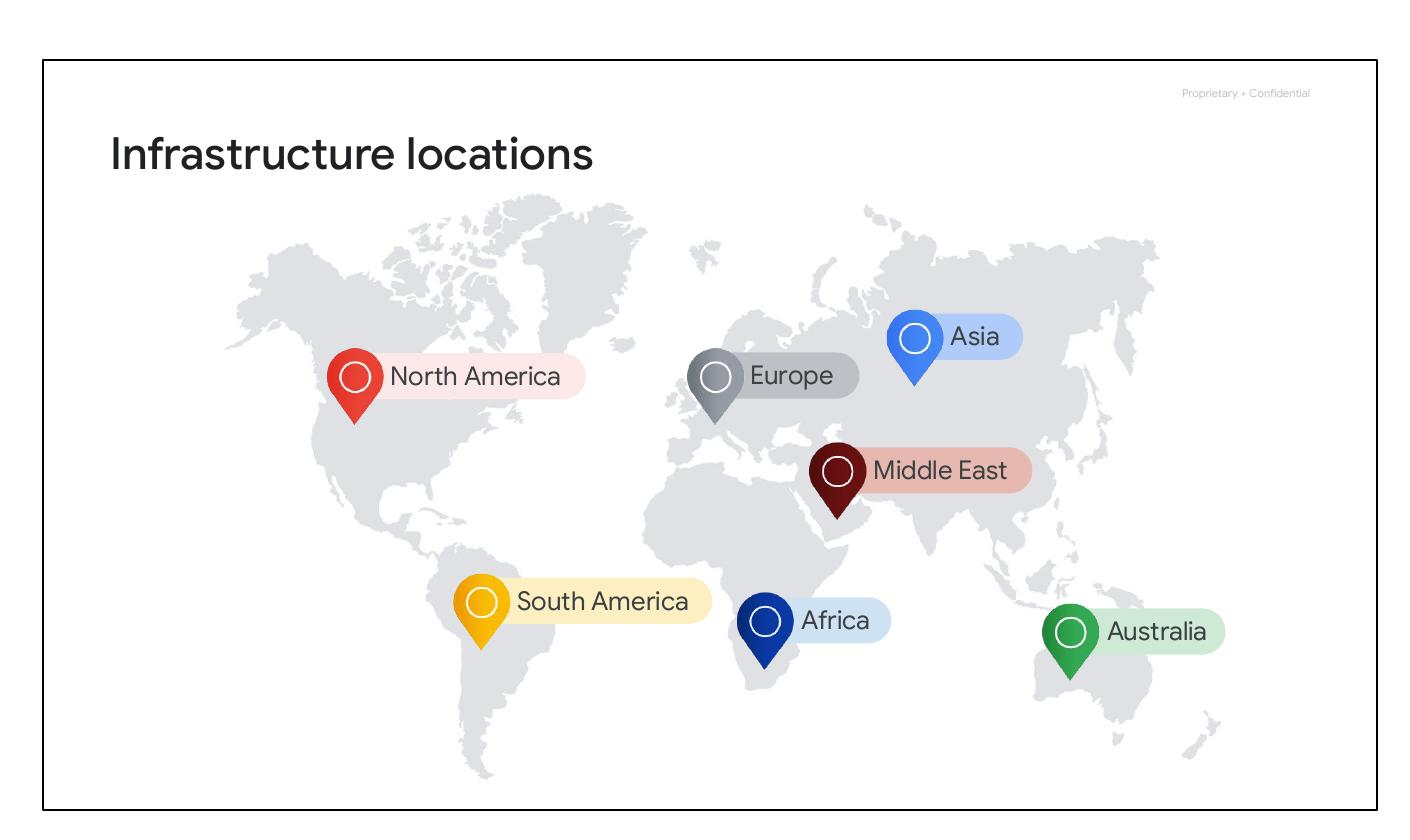 Proprietary + Confidential
Infrastructure locations
Asia
North America
Europe
Middle East
South America
Africa
Australia